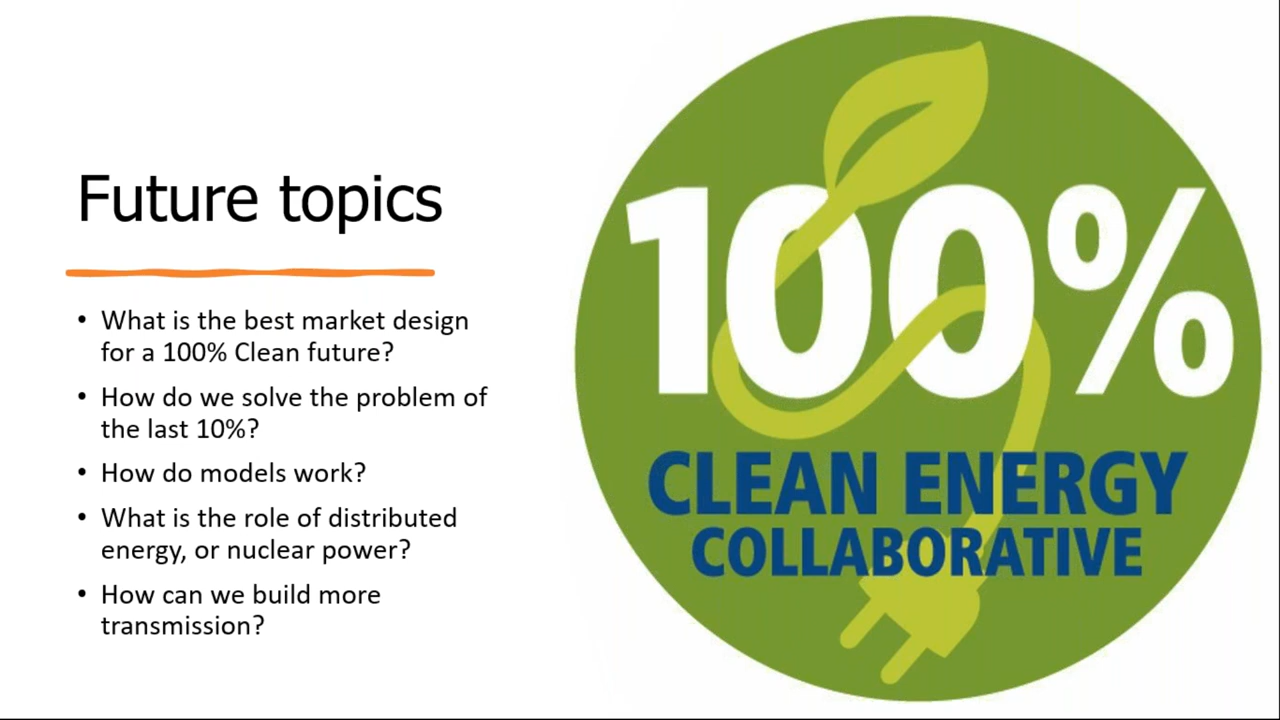 Future topics
• What is the best market design
for a 100% Clean future?
• How do we solve the problem of
the last 10%?
• How do models work?
• What is the role of distributed
energy, or nuclear power?
• How can we build more
transmission?
100%
CLEAN ENERGY
COLLABORATIVE